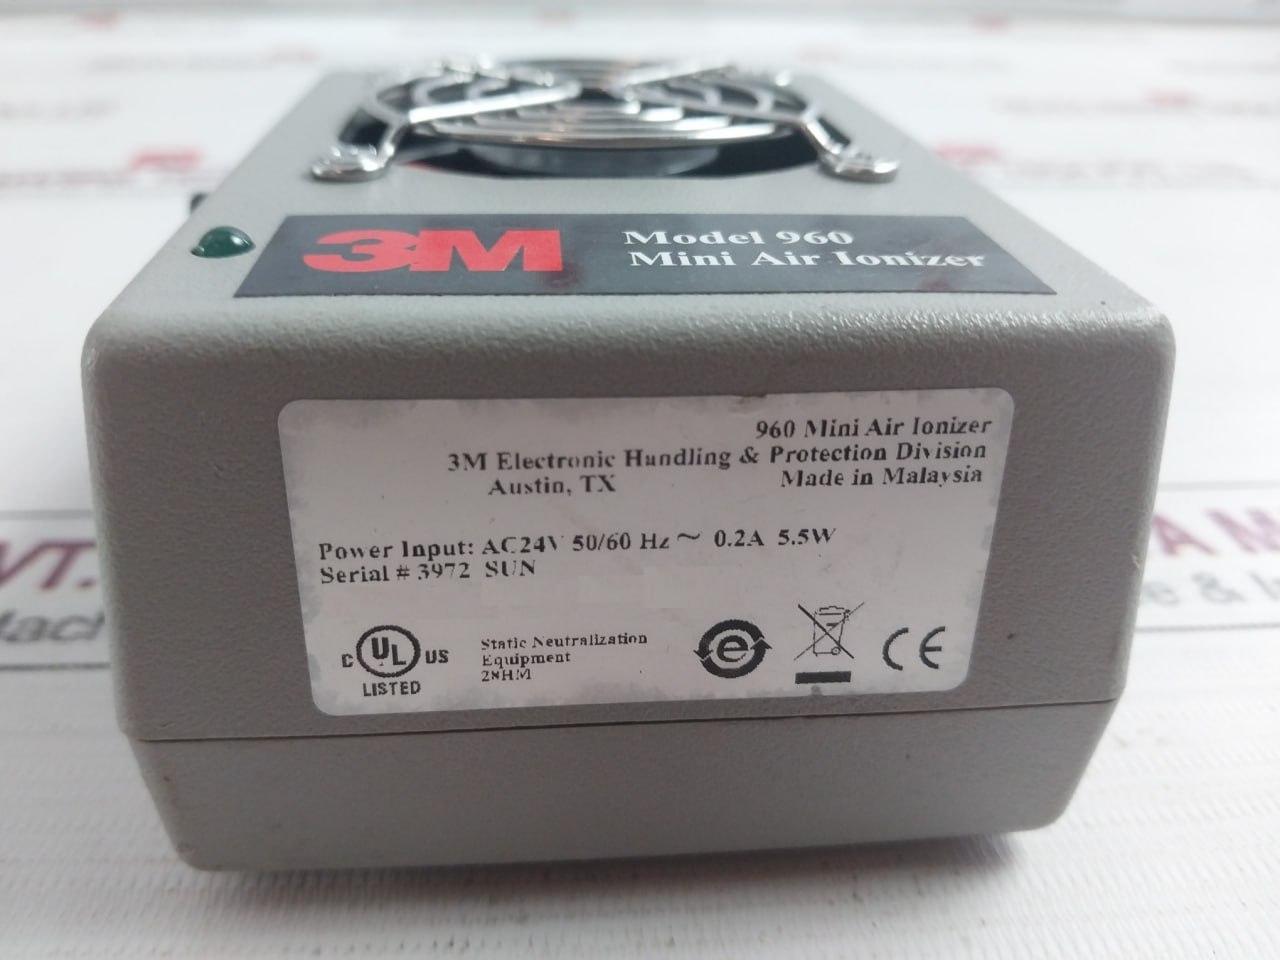 3M
Model 960
Mini Air Ionizer
960 Mini Air Ionizer
3M Electronic Handling & Protection Division
Austin, TX Made in Malaysia
Power Input: AC24V 50/60 Hz ~ 0.2A 5.5W
Serial # 3972 SUN
C UL US
LISTED
Static Neutralization
Equipment
28HM
e
CE
VT.